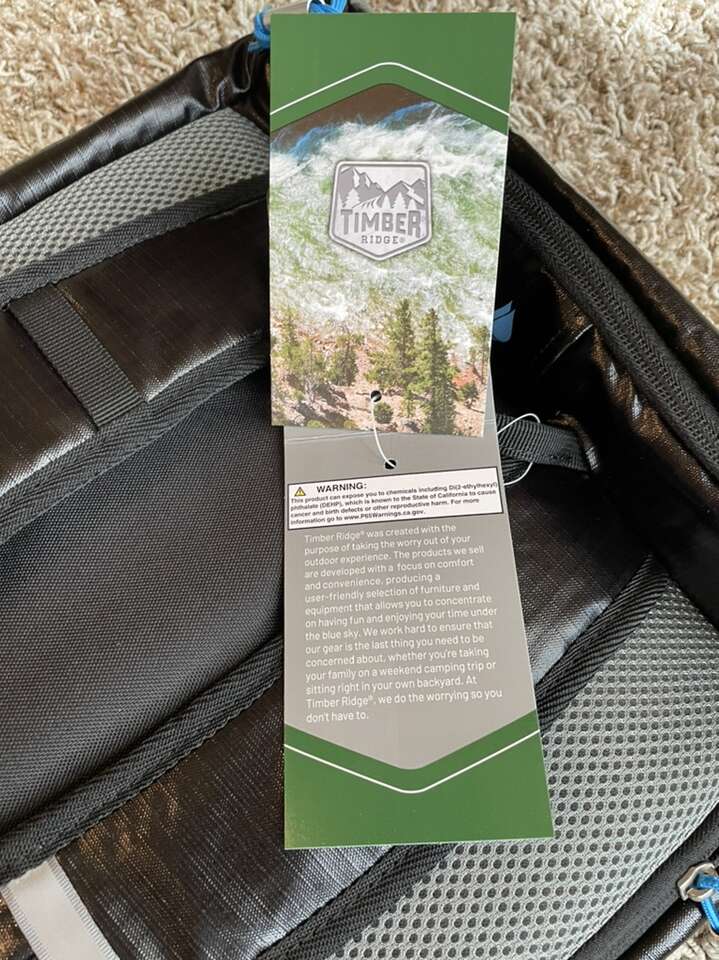 TIMBER
RIDGE®
WARNING:
This product can expose you to chemicals including Di(2-ethylhexyl)
phthalate (DEHP), which is known to the State of California to cause
cancer and birth defects or other reproductive harm. For more
information go to www.P65Warnings.ca.gov.
Timber Ridge® was created with the
purpose of taking the worry out of your
outdoor experience. The products we sell
are developed with a focus on comfort
and convenience, producing a
user-friendly selection of furniture and
equipment that allows you to concentrate
on having fun and enjoying your time under
the blue sky. We work hard to ensure that
our gear is the last thing you need to be
concerned about, whether you're taking
your family on a weekend camping trip or
sitting right in your own backyard. At
Timber Ridge®, we do the worrying so you
don't have to.